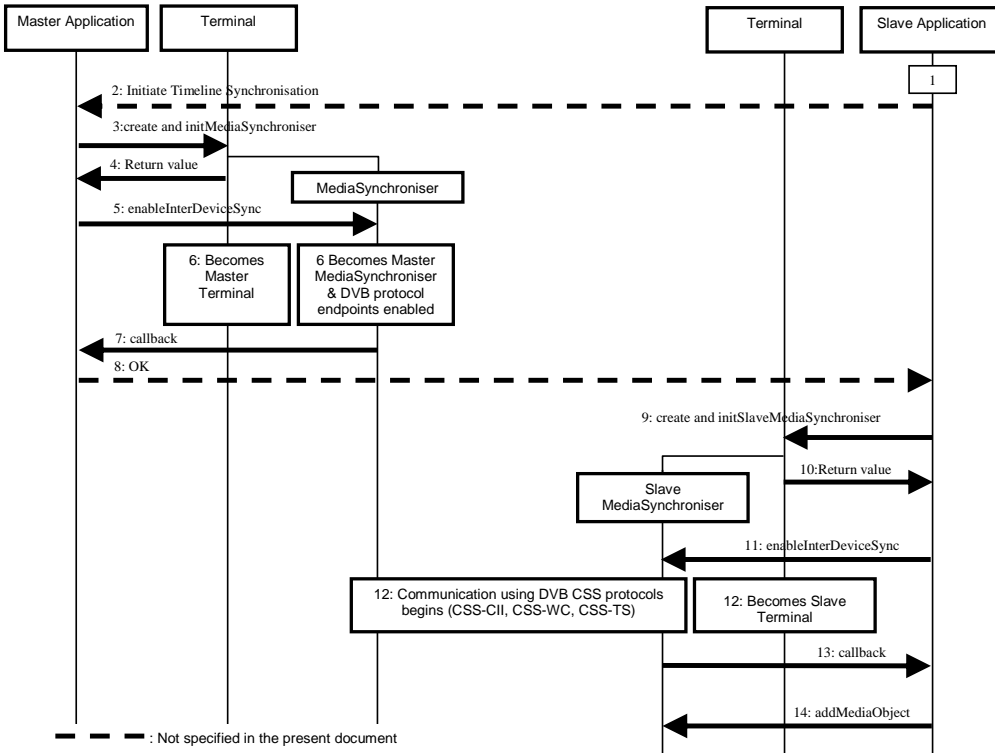 Master Application
Terminal
Terminal
Slave Application
1
2: Initiate Timeline Synchronisation
3:create and initMediaSynchroniser
4: Return value
MediaSynchroniser
5: enableInterDeviceSync
6: Becomes
Master
Terminal
6 Becomes Master
MediaSynchroniser
& DVB protocol
endpoints enabled
7: callback
8: OK
9: create and initSlaveMediaSynchroniser
10:Return value
Slave
MediaSynchroniser
11: enableInterDeviceSync
12: Communication using DVB CSS protocols
begins (CSS-CII, CSS-WC, CSS-TS)
12: Becomes Slave
Terminal
13: callback
14: addMediaObject
: Not specified in the present document